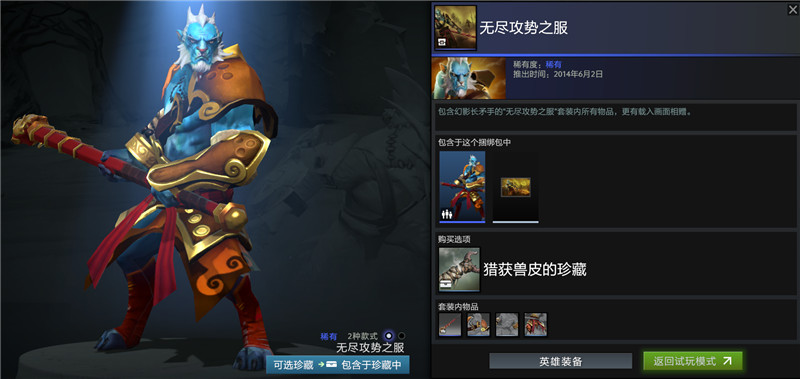 稀有 2种款式
无尽攻势之服
可选珍藏 包含于珍藏中
无尽攻势之服
稀有度：稀有
推出时间：2014年6月2日
包含幻影长矛手的“无尽攻势之服”套装内所有物品，更有载入画面相赠。
包含于这个捆绑包中
购买选项
猎获兽皮的珍藏
套装内物品
英雄装备
返回试玩模式